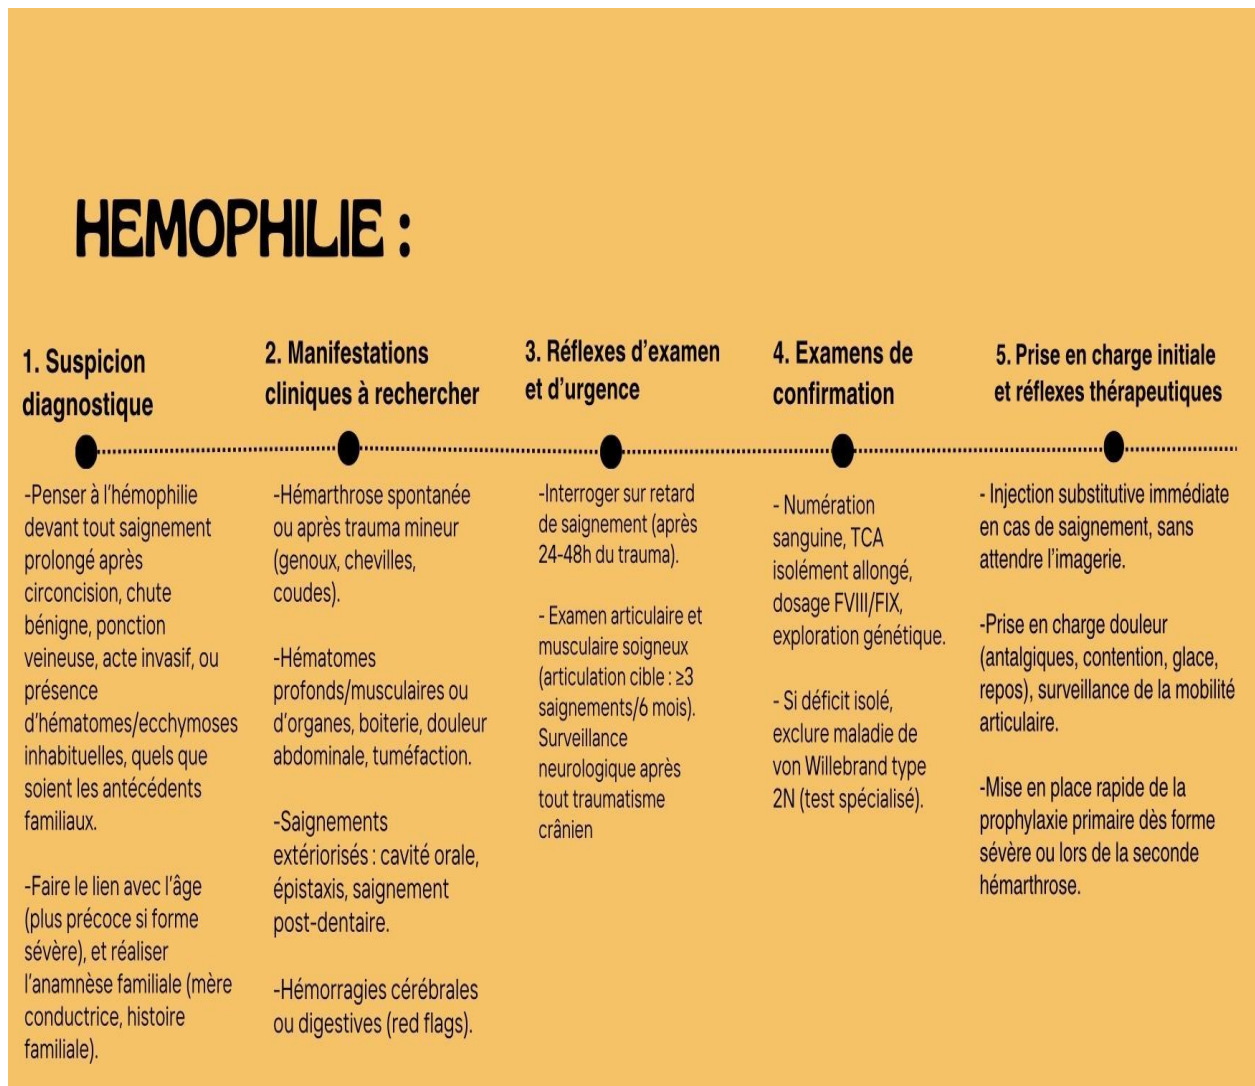 HEMOPHILIE :
1. Suspicion
diagnostique
-Penser à l'hémophilie
devant tout saignement
prolongé après
circoncision, chute
bénigne, ponction
veineuse, acte invasif, ou
présence
d'hématomes/ecchymoses
inhabituelles, quels que
soient les antécédents
familiaux.
-Faire le lien avec l'âge
(plus précoce si forme
sévère), et réaliser
l'anamnèse familiale (mère
conductrice, histoire
familiale).
2. Manifestations
cliniques à rechercher
-Hémarthrose spontanée
ou après trauma mineur
(genoux, chevilles,
coudes).
-Hématomes
profonds/musculaires ou
d'organes, boiterie, douleur
abdominale, tuméfaction.
-Saignements
extériorisés : cavité orale,
épistaxis, saignement
post-dentaire.
-Hémorragies cérébrales
ou digestives (red flags).
3. Réflexes d'examen
et d'urgence
-Interroger sur retard
de saignement (après
24-48h du trauma).
- Examen articulaire et
musculaire soigneux
(articulation cible : ≥3
saignements/6 mois).
Surveillance
neurologique après
tout traumatisme
crânien
4. Examens de
confirmation
- Numération
sanguine, TCA
isolément allongé,
dosage FVIII/FIX,
exploration génétique.
- Si déficit isolé,
exclure maladie de
von Willebrand type
2N (test spécialisé).
5. Prise en charge initiale
et réflexes thérapeutiques
- Injection substitutive immédiate
en cas de saignement, sans
attendre l'imagerie.
-Prise en charge douleur
(antalgiques, contention, glace,
repos), surveillance de la mobilité
articulaire.
-Mise en place rapide de la
prophylaxie primaire dès forme
sévère ou lors de la seconde
hémarthrose.